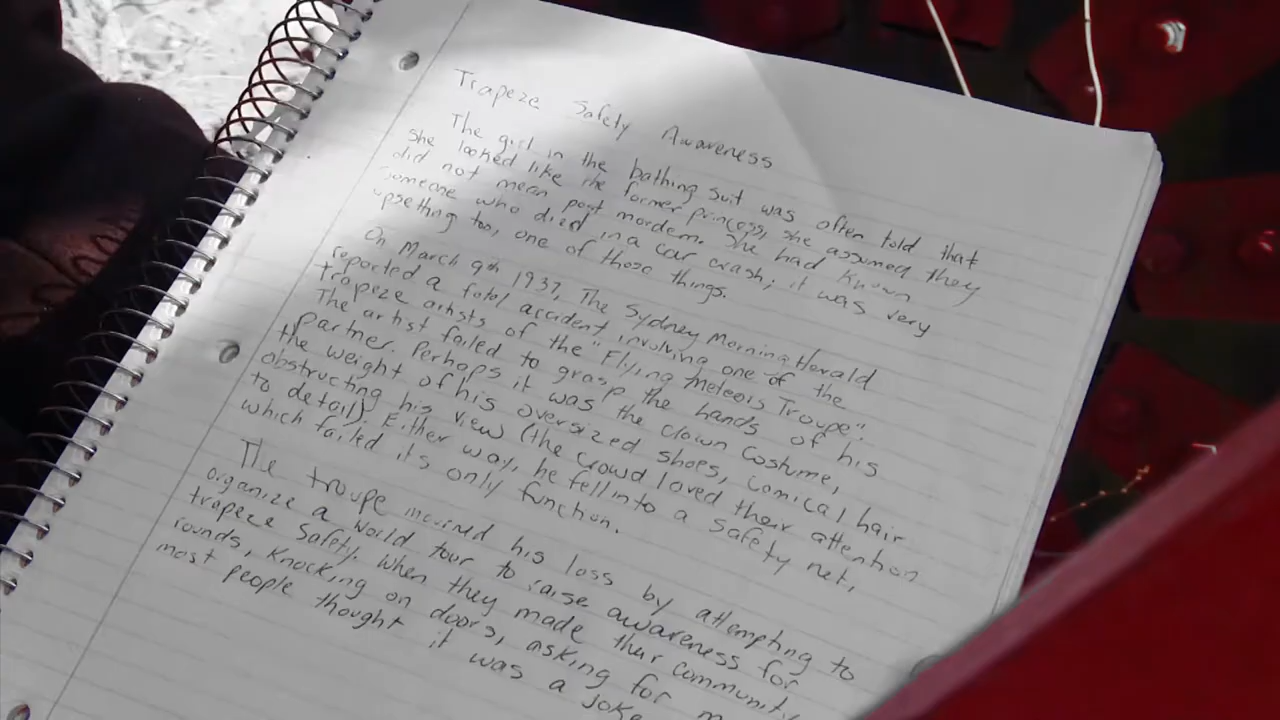 Trapeze Safety Awareness
The girl in the bathing suit was often told that
she looked like the former princess, she assumed they
did not mean post mordem. She had known
someone who died in a car crash; it was very
upsetting too, one of those things.
On March 9th 1937, The Sydney Morning Herald
reported a fatal accident involving one of the
trapeze artists of the "Flying Meteors Troupe".
The artist failed to grasp the hands of his
partner. Perhaps it was the clown costume,
the weight of his oversized shoes, comical hair
obstructing his view (the crowd loved their attention
to detail). Either way, he fell into a safety net,
which failed its only function.
The troupe mourned his loss by attempting to
organize a world tour to raise awareness for
trapeze safety. When they made their community
rounds, knocking on doors, asking for
most people thought it was a joke